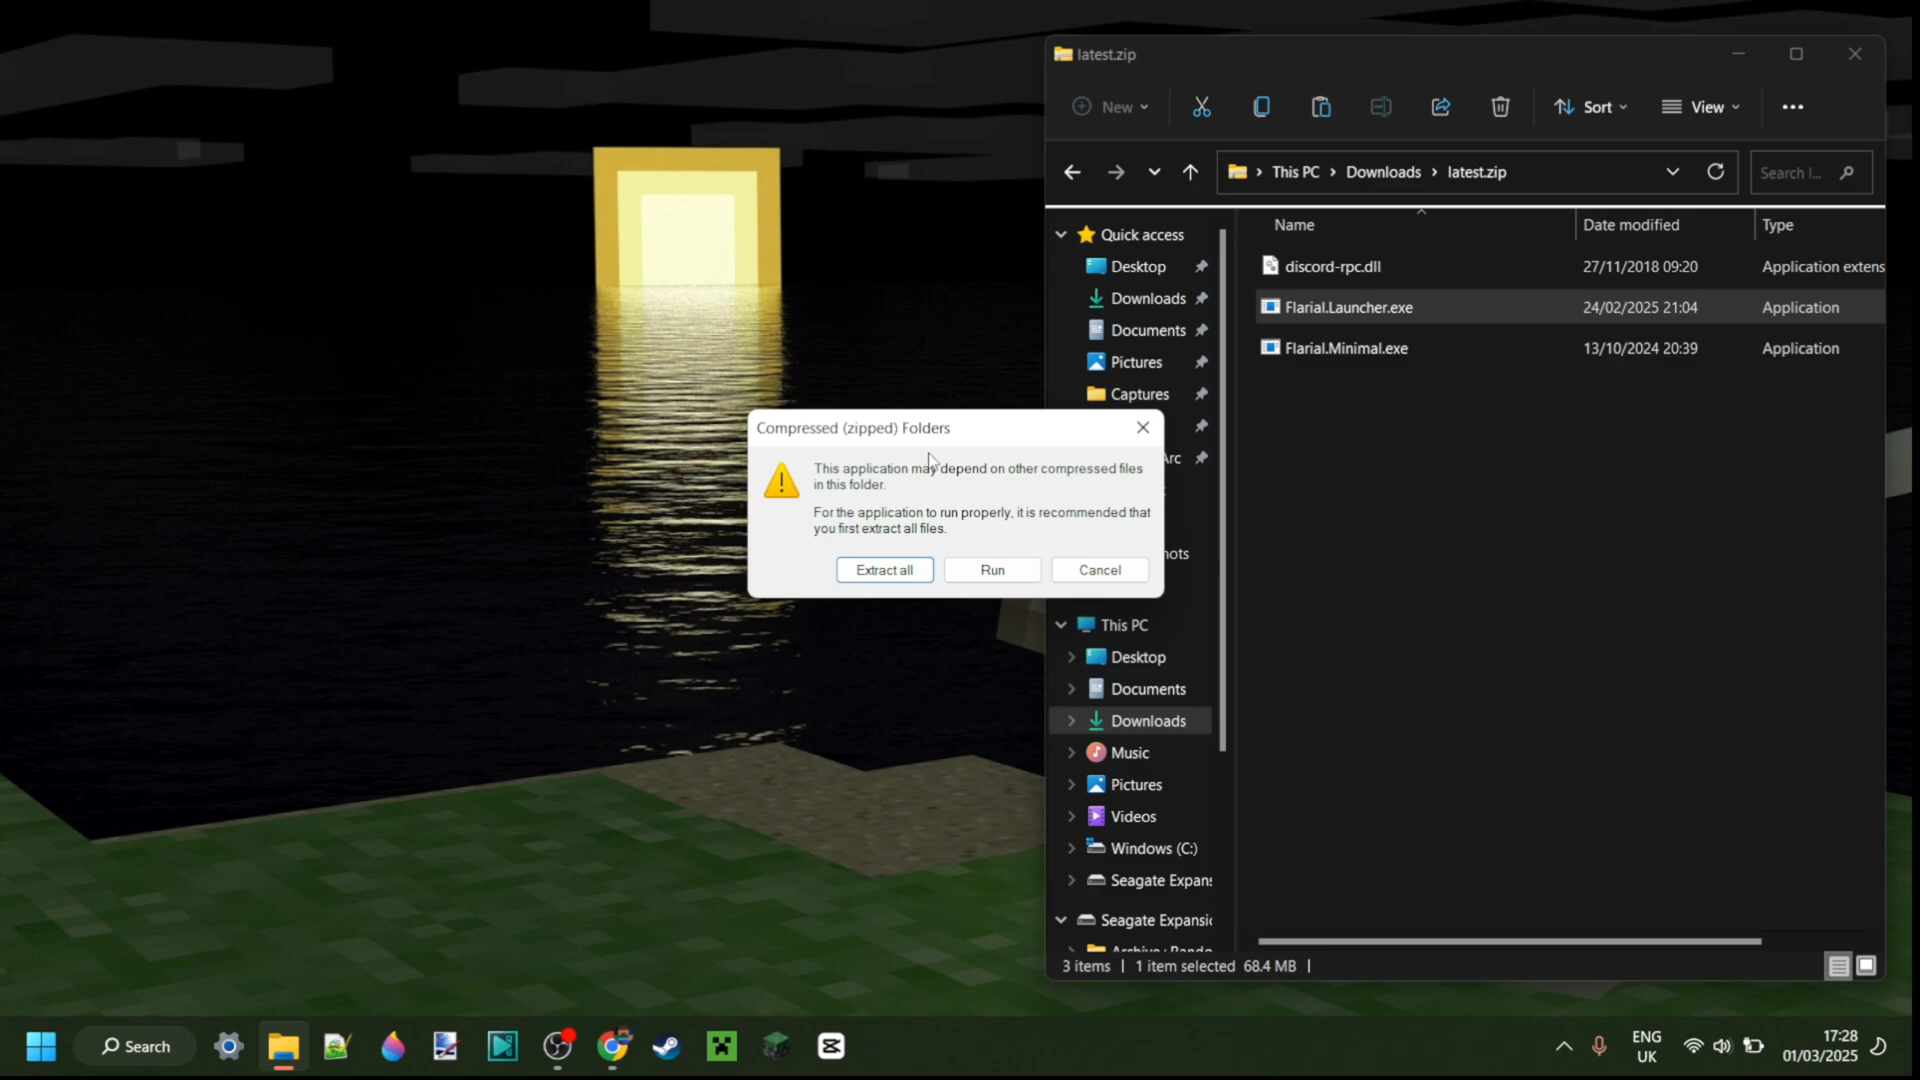 latest.zip
New
Sort
View
This PC
Downloads
latest.zip
Search l...
Name
Date modified
Type
Quick access
Desktop
Downloads
Documents
Pictures
Captures
Arc
discord-rpc.dll
27/11/2018 09:20
Application extens
Flarial.Launcher.exe
24/02/2025 21:04
Application
Flarial.Minimal.exe
13/10/2024 20:39
Application
Compressed (zipped) Folders
This application may depend on other compressed files
in this folder.
For the application to run properly, it is recommended that
you first extract all files.
Extract all
Run
Cancel
hots
This PC
Desktop
Documents
Downloads
Music
Pictures
Videos
Windows (C:)
Seagate Expans
Seagate Expansio
3 items
1 item selected 68.4 MB
Search
ENG
UK
17:28
01/03/2025